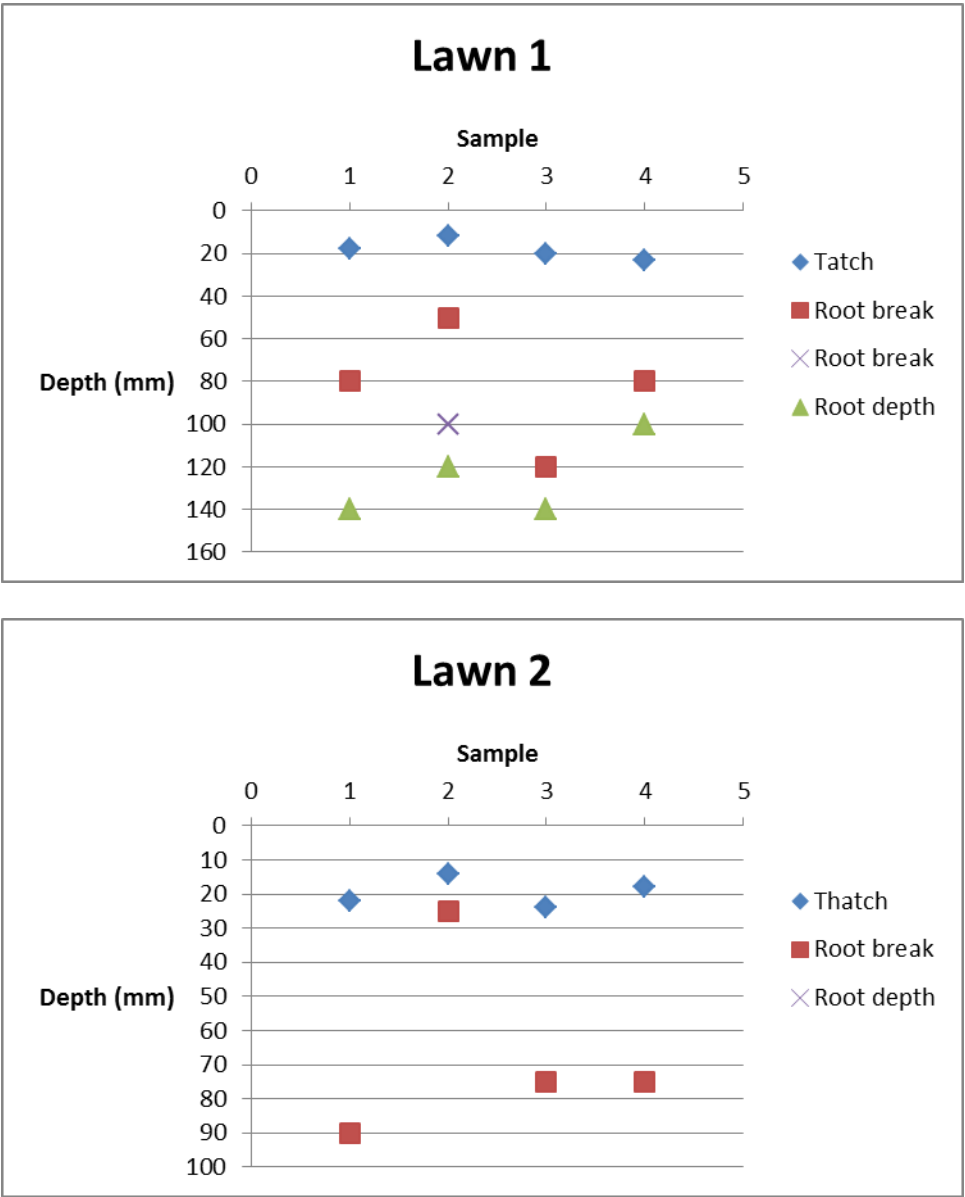 Lawn 1
Sample
0 1 2 3 4 5
0
20
40
60
80
100
120
140
160
Depth (mm)
Tatch
Root break
Root break
Root depth
Lawn 2
Sample
0 1 2 3 4 5
0
10
20
30
40
50
60
70
80
90
100
Depth (mm)
Thatch
Root break
Root depth